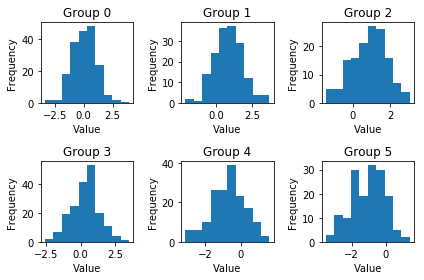 Group 0 Group 1 Group 2
Frequency 40 20 0 Frequency 30 20 10 0 Frequency 20 10 0
−2.5 0.0 2.5 0.0 2.5 0 2
Value Value Value
Group 3 Group 4 Group 5
Frequency 40 20 0 Frequency 40 20 0 Frequency 30 20 10 0
−2.5 0.0 2.5 −2 0 −2 0
Value Value Value